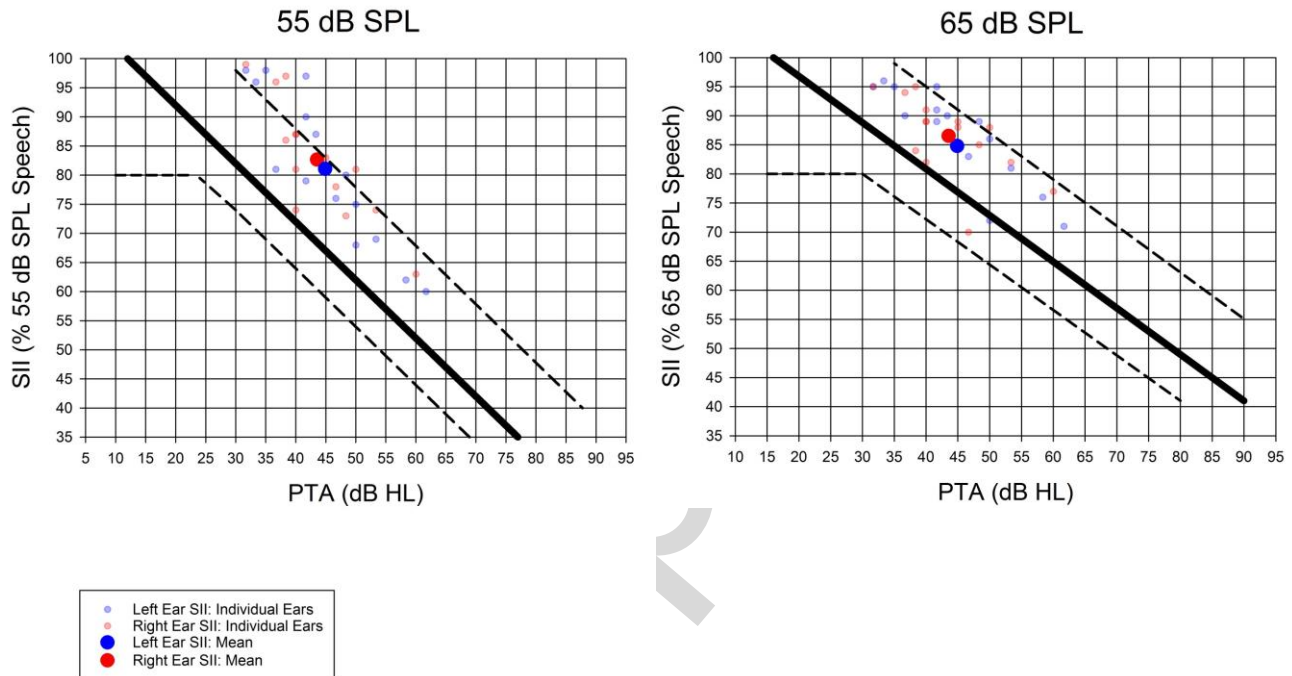 55 dB SPL
SII (% 55 dB SPL Speech)
100
95
90
85
80
75
70
65
60
55
50
45
40
35
5 10 15 20 25 30 35 40 45 50 55 60 65 70 75 80 85 90 95
PTA (dB HL)
65 dB SPL
SII (% 65 dB SPL Speech)
100
95
90
85
80
75
70
65
60
55
50
45
40
35
10 15 20 25 30 35 40 45 50 55 60 65 70 75 80 85 90 95
PTA (dB HL)
Left Ear SII: Individual Ears
Right Ear SII: Individual Ears
Left Ear SII: Mean
Right Ear SII: Mean